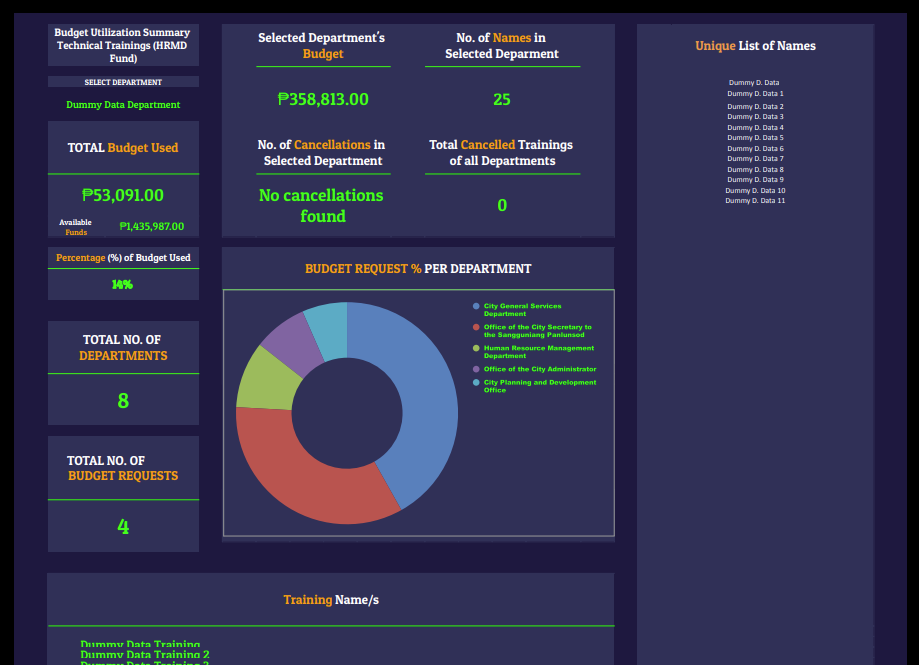 Budget Utilization Summary
Technical Trainings (HRMD
Fund)
SELECT DEPARTMENT
Dummy Data Department
TOTAL Budget Used
₱53,091.00
Available
Funds
₱1,435,987.00
Percentage (%) of Budget Used
14%
TOTAL NO. OF
DEPARTMENTS
8
TOTAL NO. OF
BUDGET REQUESTS
4
Selected Department's
Budget
₱358,813.00
No. of Names in
Selected Deparment
25
No. of Cancellations in
Selected Department
No cancellations
found
Total Cancelled Trainings
of all Departments
0
BUDGET REQUEST % PER DEPARTMENT
City General Services
Department
Office of the City Secretary to
the Sangguniang Panlunsod
Human Resource Management
Department
Office of the City Administrator
City Planning and Development
Office
Unique List of Names
Dummy D. Data
Dummy D. Data 1
Dummy D. Data 2
Dummy D. Data 3
Dummy D. Data 4
Dummy D. Data 5
Dummy D. Data 6
Dummy D. Data 7
Dummy D. Data 8
Dummy D. Data 9
Dummy D. Data 10
Dummy D. Data 11
Training Name/s
Dummy Data Training
Dummy Data Training 2
Dummy Data Training 3